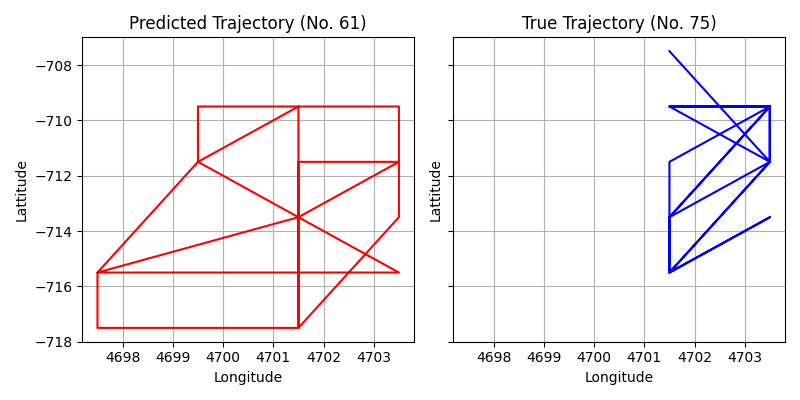 Predicted Trajectory (No. 61)
True Trajectory (No. 75)
−708
−710
−712
−714
−716
−718
Lattitude
Lattitude
4698 4699 4700 4701 4702 4703
4698 4699 4700 4701 4702 4703
Longitude
Longitude